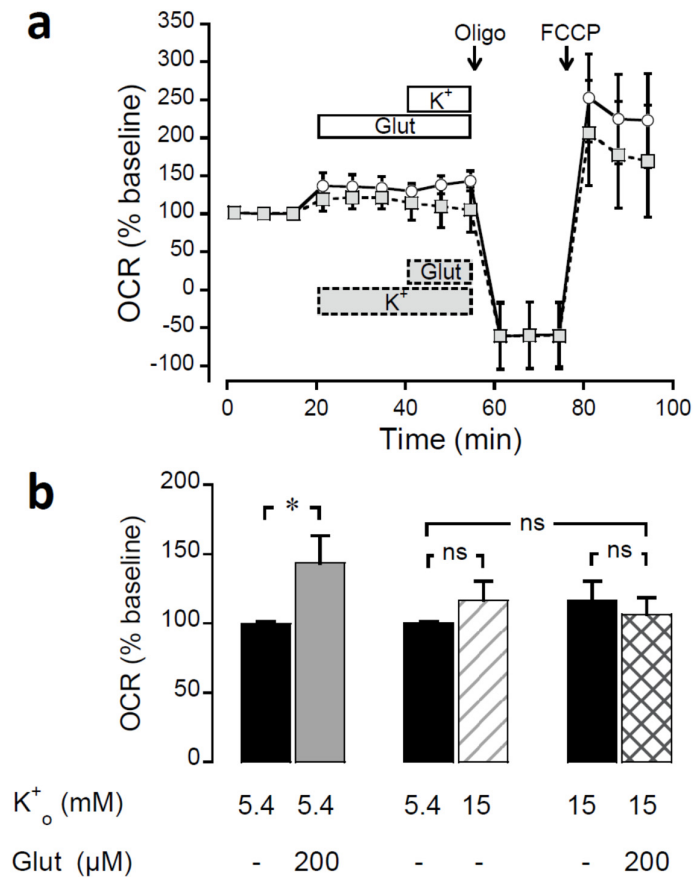 a
OCR (% baseline)
350
300
250
200
150
100
50
0
-50
-100
Oligo
FCCP
K+
Glut
Glut
K+
0 20 40 60 80 100
Time (min)
b
OCR (% baseline)
200
150
100
50
0
*
ns
ns
ns
K+o (mM) 5.4 5.4 5.4 15 15 15
Glut (μM) - 200 - - - 200